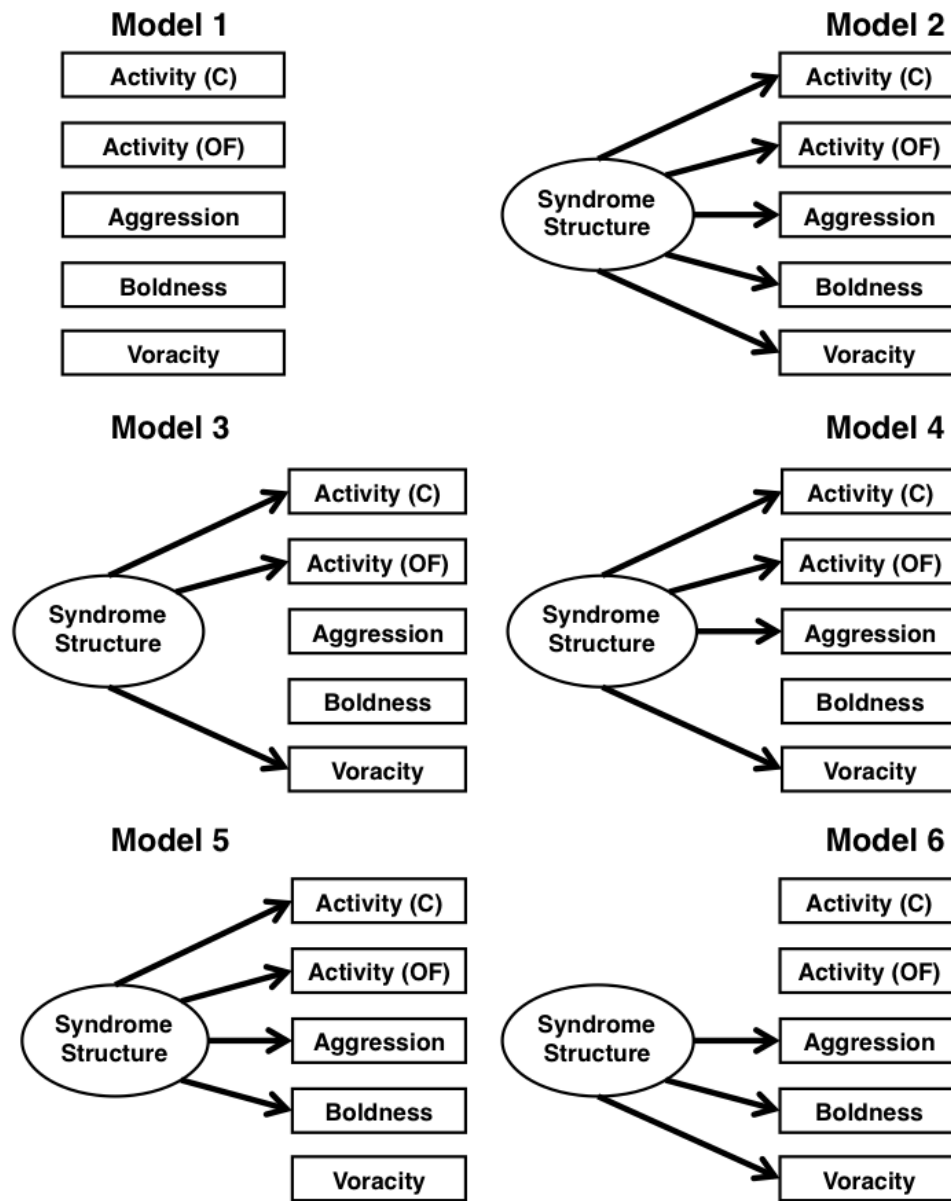 Model 1
Activity (C)
Activity (OF)
Aggression
Boldness
Voracity
Model 2
Syndrome
Structure
Activity (C)
Activity (OF)
Aggression
Boldness
Voracity
Model 3
Syndrome
Structure
Activity (C)
Activity (OF)
Aggression
Boldness
Voracity
Model 4
Syndrome
Structure
Activity (C)
Activity (OF)
Aggression
Boldness
Voracity
Model 5
Syndrome
Structure
Activity (C)
Activity (OF)
Aggression
Boldness
Voracity
Model 6
Syndrome
Structure
Activity (C)
Activity (OF)
Aggression
Boldness
Voracity